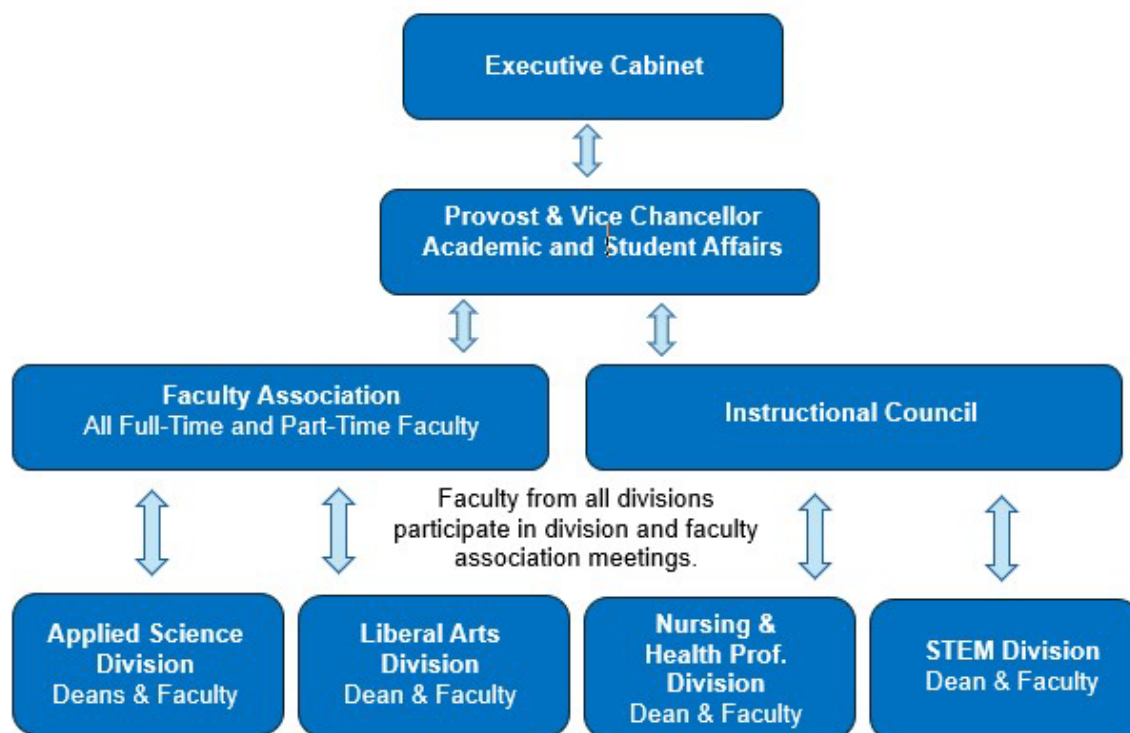 Executive Cabinet
Provost & Vice Chancellor
Academic and Student Affairs
Faculty Association
All Full-Time and Part-Time Faculty
Instructional Council
Faculty from all divisions
participate in division and faculty
association meetings.
Applied Science
Division
Deans & Faculty
Liberal Arts
Division
Dean & Faculty
Nursing &
Health Prof.
Division
Dean & Faculty
STEM Division
Dean & Faculty